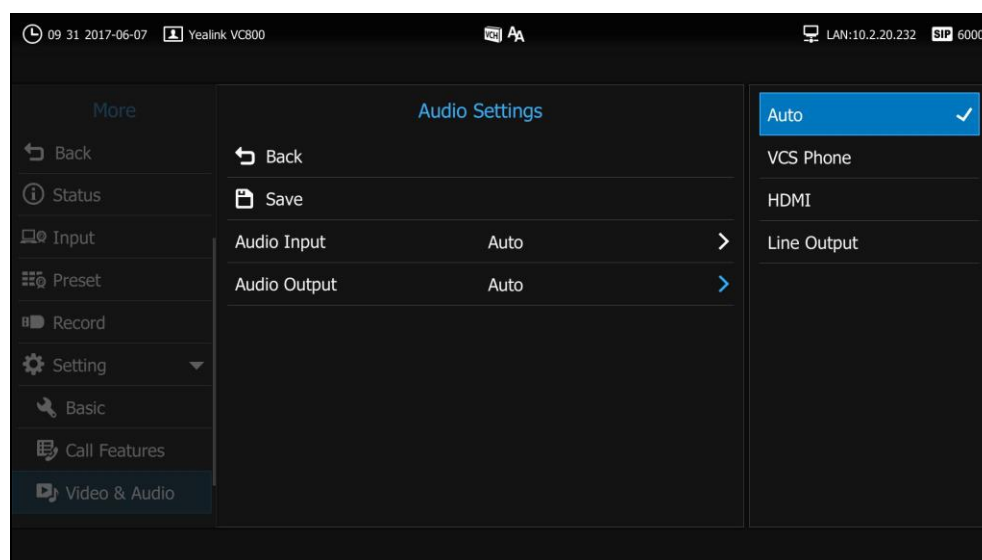 09 31 2017-06-07 Yealink VC800 VCH AA LAN:10.2.20.232 SIP 6000
More
Back
Status
Input
Preset
Record
Setting
Basic
Call Features
Video & Audio
Audio Settings
Back
Save
Audio Input Auto
Audio Output Auto
Auto
VCS Phone
HDMI
Line Output